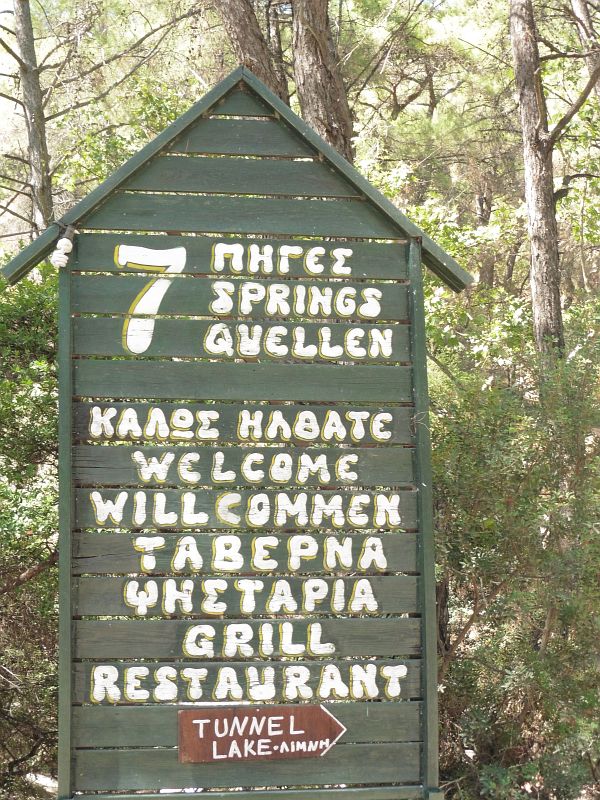 7 ΠΗΓΕΣ
SPRINGS
QUELLEN
ΚΑΛΩΣ ΗΛΘΑΤΕ
WELCOME
WILLCOMMEN
ΤΑΒΕΡΝΑ
ΨΗΣΤΑΡΙΑ
GRILL
RESTAURANT
TUNNEL
LAKE•ΛΙΜΝΗ